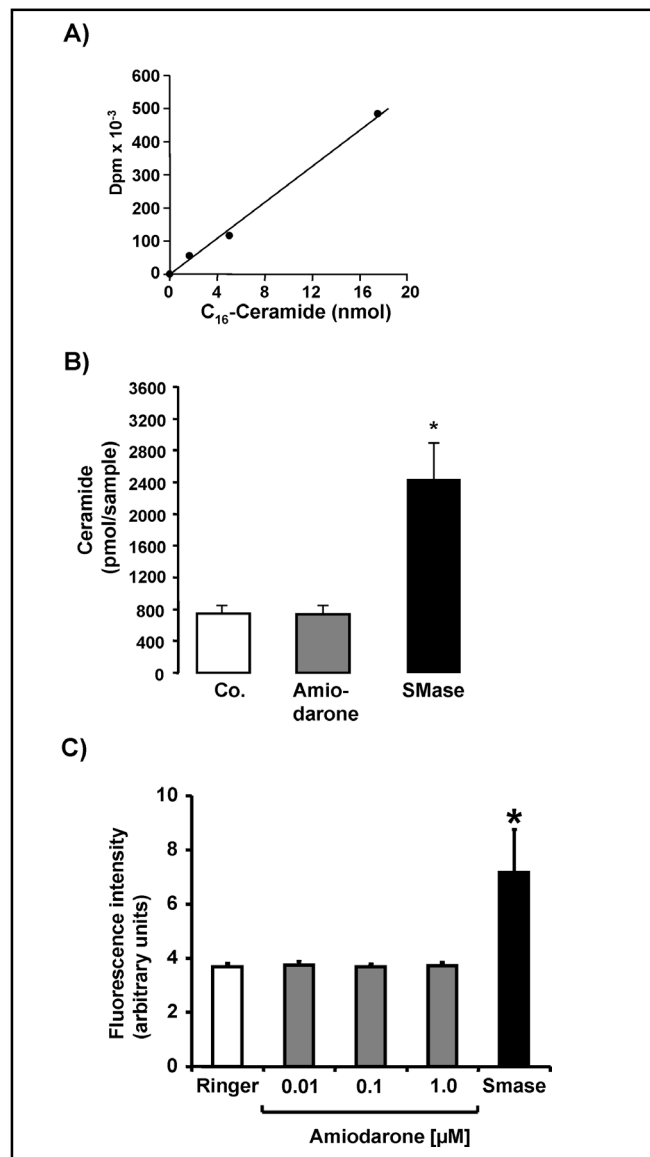 A)
Dpm x 10⁻³
600
500
400
300
200
100
0
0 4 8 12 16 20
C₁₆-Ceramide (nmol)
B)
Ceramide
(pmol/sample)
3600
3200
2800
2400
2000
1600
1200
800
400
0
*
Co. Amio-
darone SMase
C)
Fluorescence intensity
(arbitrary units)
10
8
6
4
2
0
*
Ringer 0.01 0.1 1.0 Smase
Amiodarone [µM]